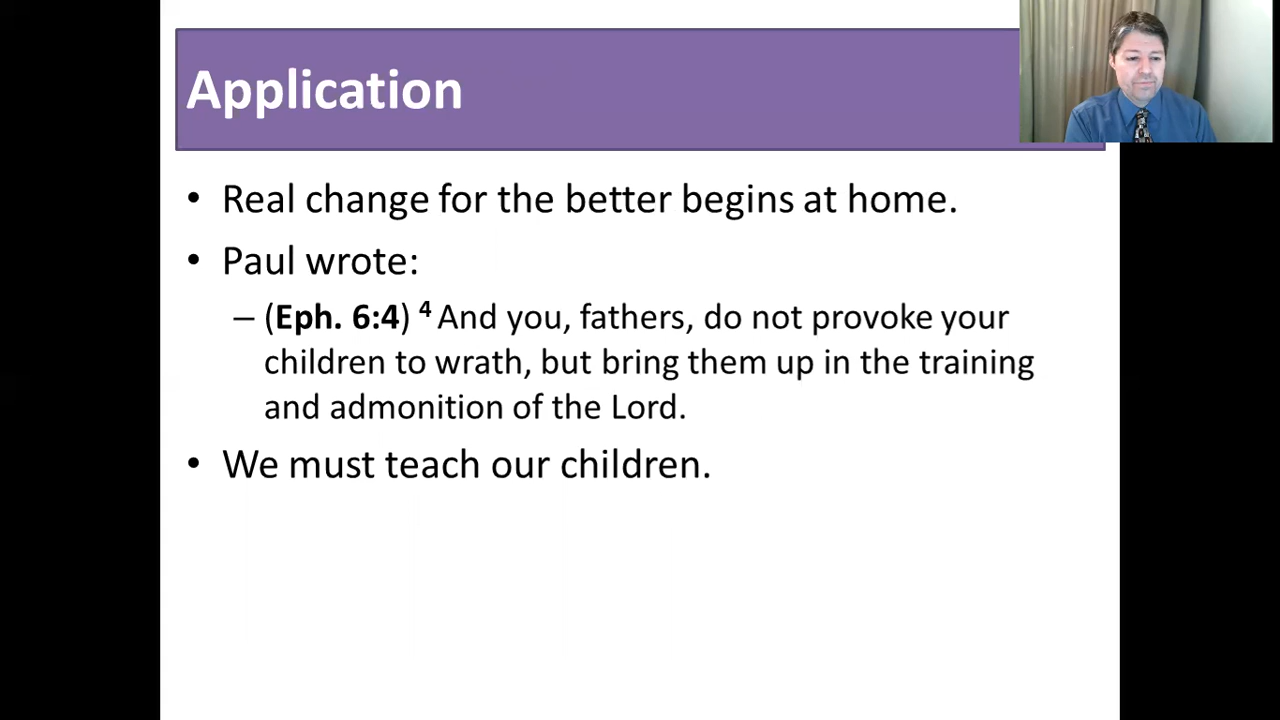 Application
• Real change for the better begins at home.
• Paul wrote:
– (Eph. 6:4) 4 And you, fathers, do not provoke your
children to wrath, but bring them up in the training
and admonition of the Lord.
• We must teach our children.